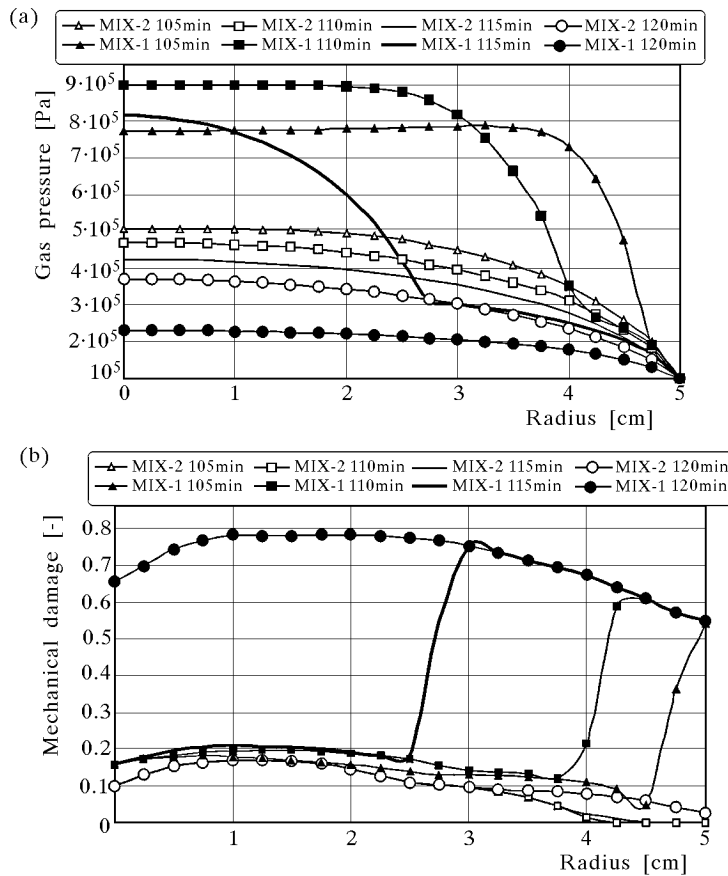 (a)
MIX-2 105min MIX-2 110min MIX-2 115min MIX-2 120min
MIX-1 105min MIX-1 110min MIX-1 115min MIX-1 120min
Gas pressure [Pa]
9·10⁵
8·10⁵
7·10⁵
6·10⁵
5·10⁵
4·10⁵
3·10⁵
2·10⁵
10⁵
0 1 2 3 4 5
Radius [cm]
(b)
MIX-2 105min MIX-2 110min MIX-2 115min MIX-2 120min
MIX-1 105min MIX-1 110min MIX-1 115min MIX-1 120min
Mechanical damage [-]
0.8
0.7
0.6
0.5
0.4
0.3
0.2
0.1
0
1 2 3 4 5
Radius [cm]